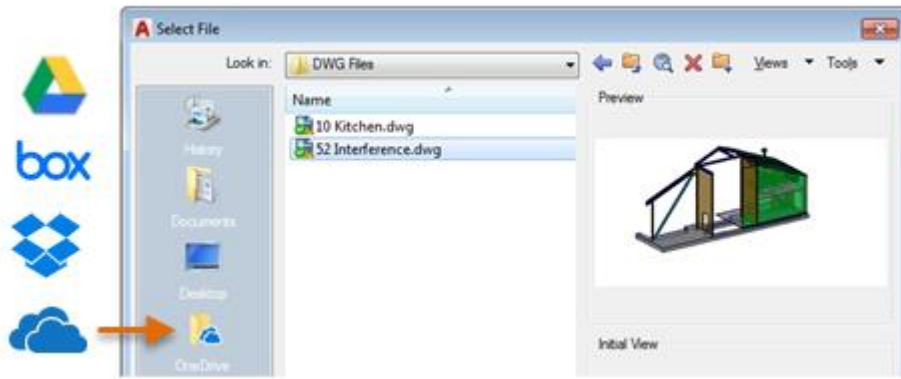 Select File
Look in:
DWG Files
Views
Tools
Name
Preview
10 Kitchen.dwg
52 Interference.dwg
History
Documents
Desktop
OneDrive
Initial View
box